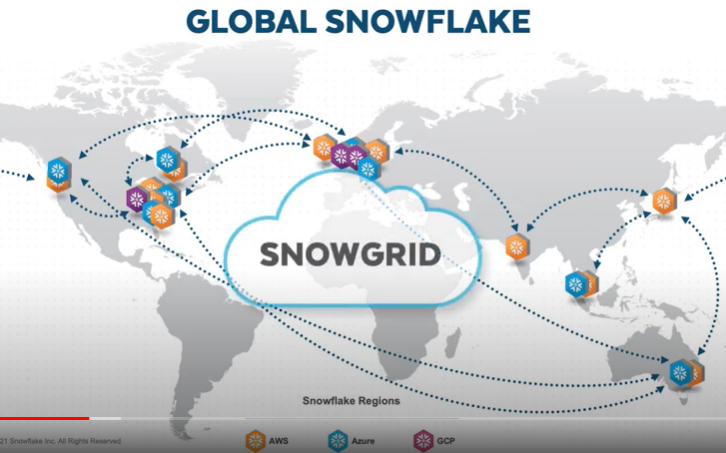 GLOBAL SNOWFLAKE
SNOWGRID
Snowflake Regions
21 Snowflake Inc. All Rights Reserved
AWS Azure GCP